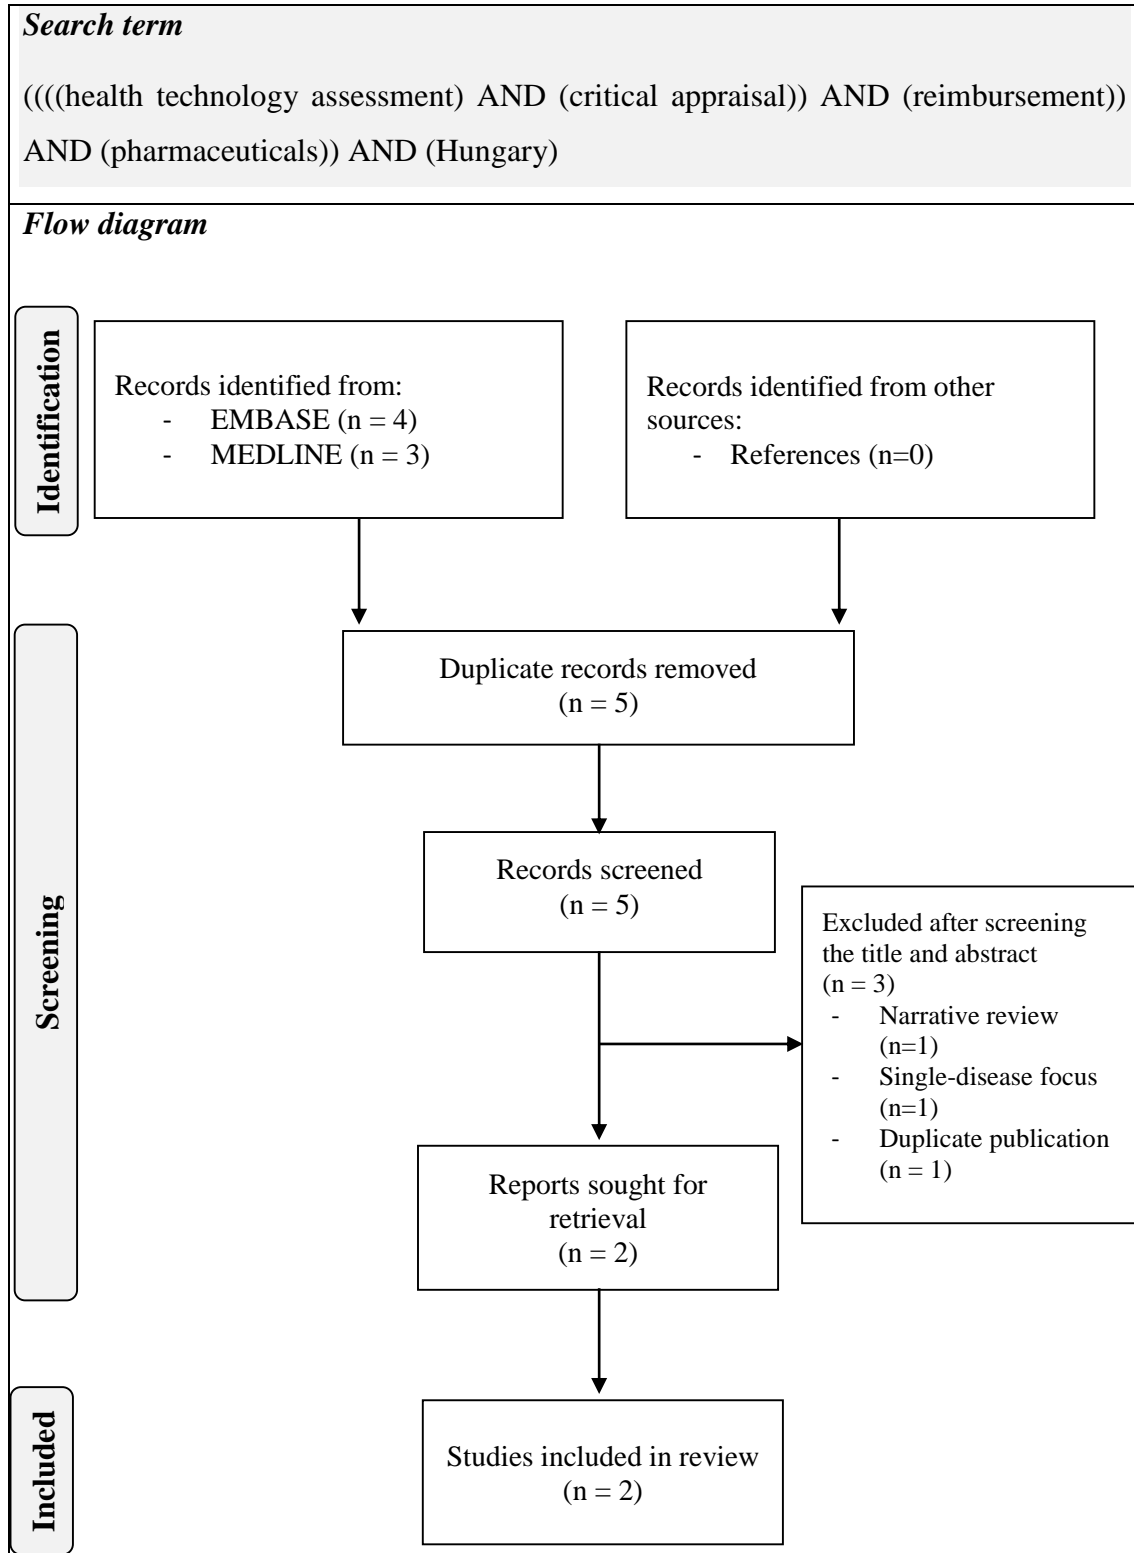 Search term
((((health technology assessment) AND (critical appraisal)) AND (reimbursement))
AND (pharmaceuticals)) AND (Hungary)
Flow diagram
Identification
Records identified from:
- EMBASE (n = 4)
- MEDLINE (n = 3)
Records identified from other
sources:
- References (n=0)
Screening
Duplicate records removed
(n = 5)
Records screened
(n = 5)
Excluded after screening
the title and abstract
(n = 3)
- Narrative review
(n=1)
- Single-disease focus
(n=1)
- Duplicate publication
(n = 1)
Reports sought for
retrieval
(n = 2)
Included
Studies included in review
(n = 2)